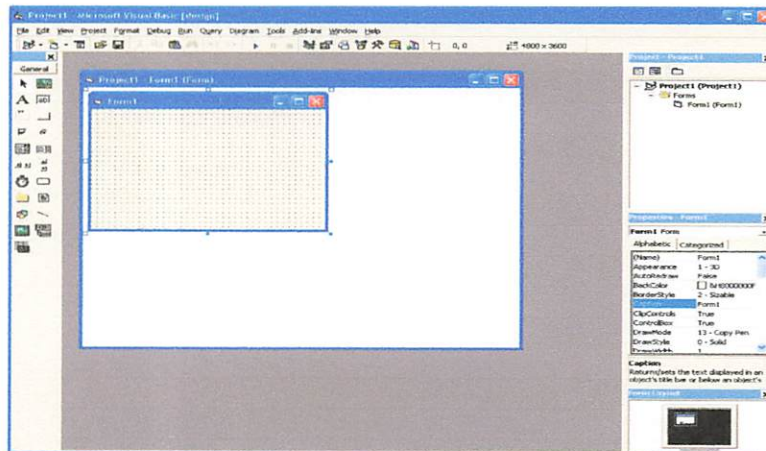 Project1 - Microsoft Visual Basic [design]
File Edit View Project Format Debug Run Query Diagram Tools Add-Ins Window Help
0, 0 4800 x 3600
General
Project1 - Form1 (Form)
Form1
Project - Project1
Project1 (Project1)
Forms
Form1 (Form1)
Properties - Form1
Form1 Form
Alphabetic Categorized
(Name) Form1
Appearance 1 - 3D
AutoRedraw False
BackColor &H8000000F
BorderStyle 2 - Sizable
Caption Form1
ClipControls True
ControlBox True
DrawMode 13 - Copy Pen
DrawStyle 0 - Solid
DrawWidth 1
Caption
Returns/sets the text displayed in an
object's title bar or below an object's
Form Layout